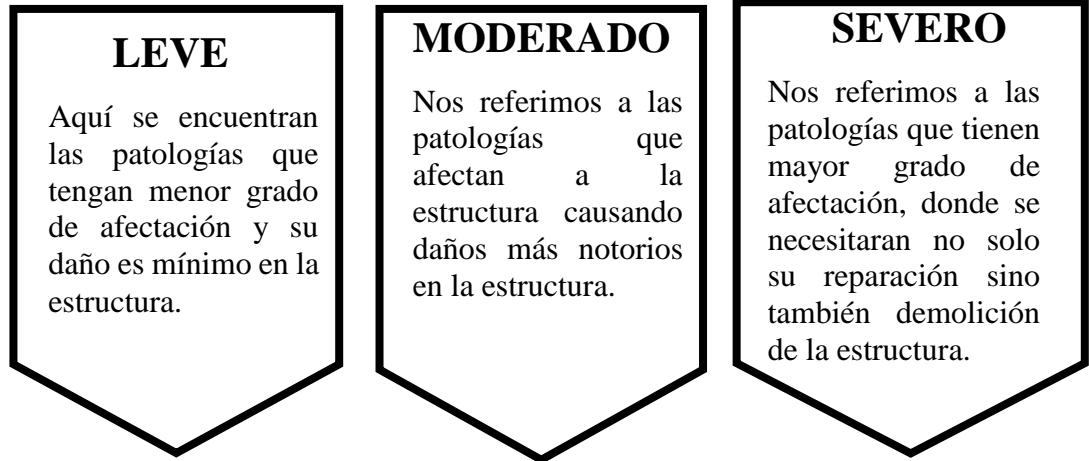 LEVE
Aquí se encuentran
las patologías que
tengan menor grado
de afectación y su
daño es mínimo en la
estructura.
MODERADO
Nos referimos a las
patologías que
afectan a la
estructura causando
daños más notorios
en la estructura.
SEVERO
Nos referimos a las
patologías que tienen
mayor grado de
afectación, donde se
necesitaran no solo
su reparación sino
también demolición
de la estructura.